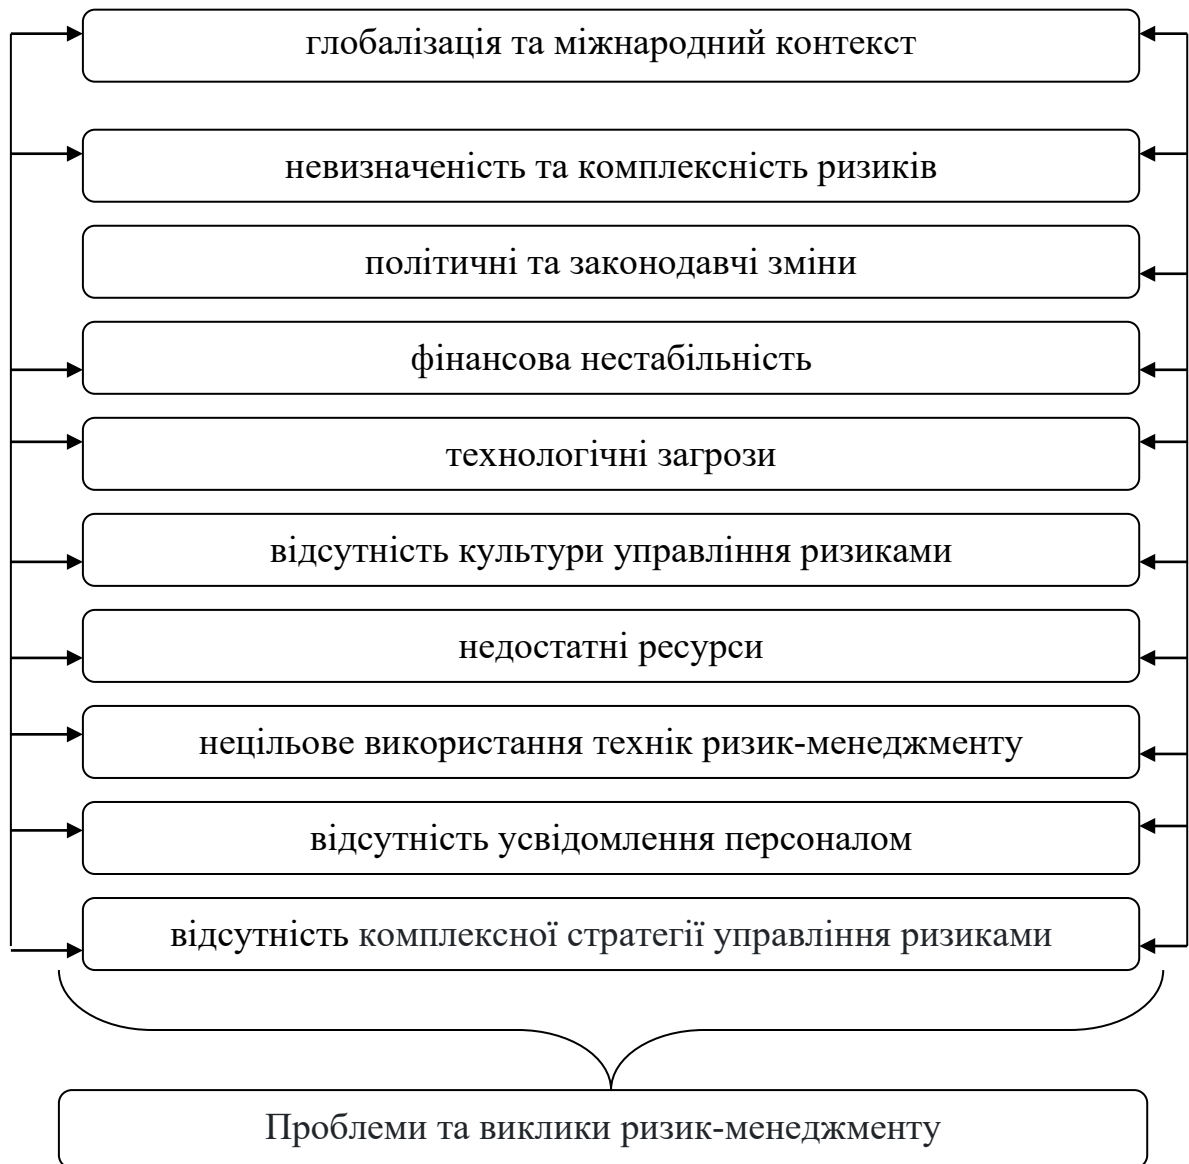 глобалізація та міжнародний контекст
невизначеність та комплексність ризиків
політичні та законодавчі зміни
фінансова нестабільність
технологічні загрози
відсутність культури управління ризиками
недостатні ресурси
нецільове використання технік ризик-менеджменту
відсутність усвідомлення персоналом
відсутність комплексної стратегії управління ризиками
Проблеми та виклики ризик-менеджменту